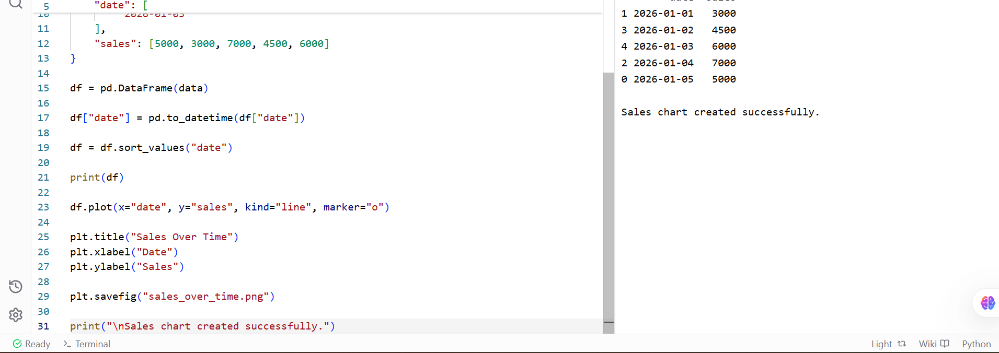 5 "date": [
10 "2026-01-03"
11 ],
12 "sales": [5000, 3000, 7000, 4500, 6000]
13 }
14
15 df = pd.DataFrame(data)
16
17 df["date"] = pd.to_datetime(df["date"])
18
19 df = df.sort_values("date")
20
21 print(df)
22
23 df.plot(x="date", y="sales", kind="line", marker="o")
24
25 plt.title("Sales Over Time")
26 plt.xlabel("Date")
27 plt.ylabel("Sales")
28
29 plt.savefig("sales_over_time.png")
30
31 print("\nSales chart created successfully.")
1 2026-01-01 3000
3 2026-01-02 4500
4 2026-01-03 6000
2 2026-01-04 7000
0 2026-01-05 5000
Sales chart created successfully.
Ready Terminal
Light Wiki Python